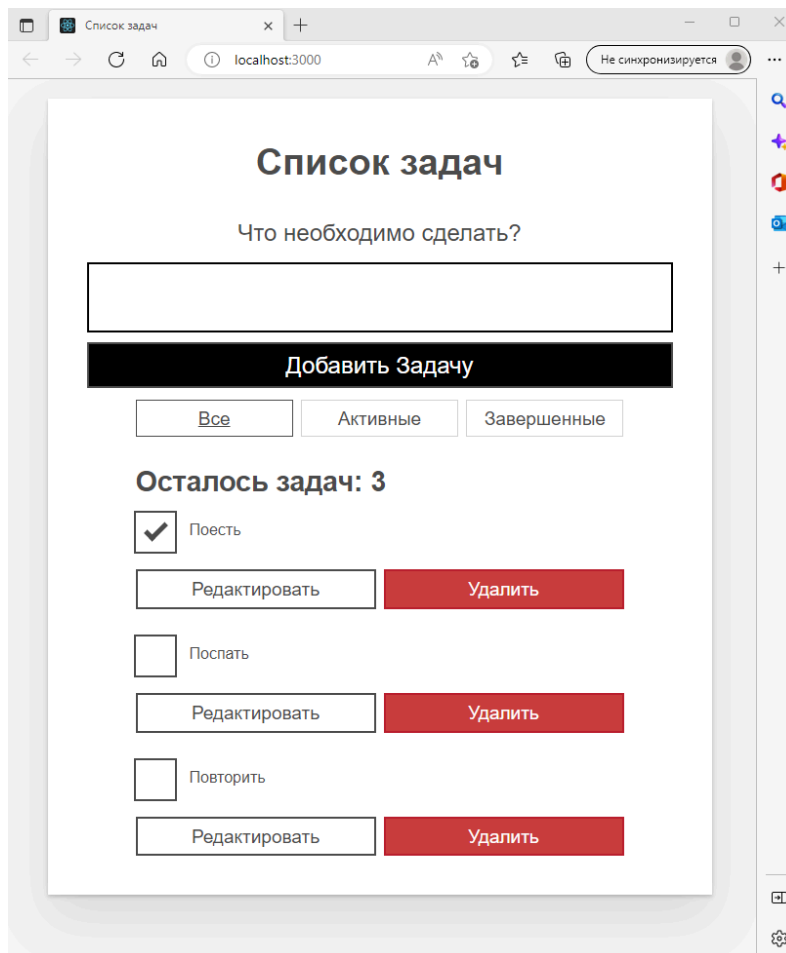 Список задач
localhost:3000
Не синхронизируется
Список задач
Что необходимо сделать?
Добавить Задачу
Все Активные Завершенные
Осталось задач: 3
Поесть
Редактировать Удалить
Поспать
Редактировать Удалить
Повторить
Редактировать Удалить